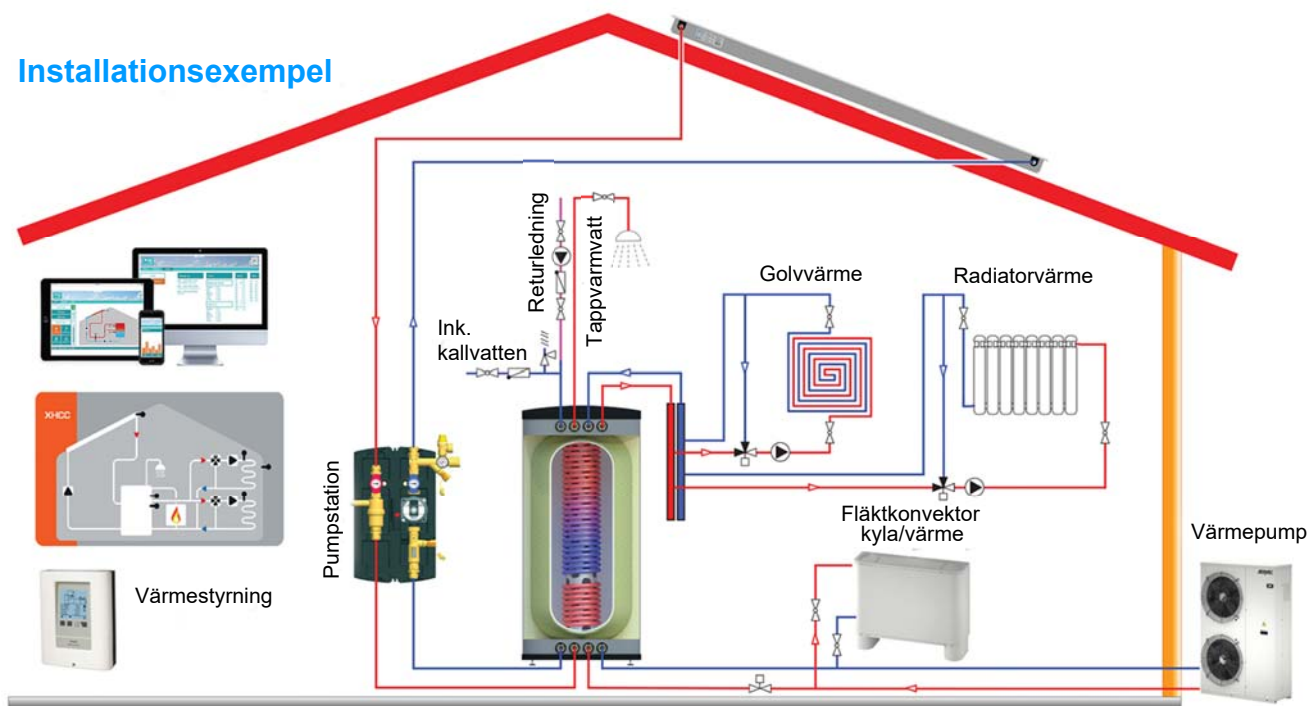 Installationsexempel
Returledning
Tappvarmvatt
Golvvärme
Radiatorvärme
Ink.
kallvatten
XHCC
Pumpstation
Fläktkonvektor
kyla/värme
Värmepump
Värmestyrning